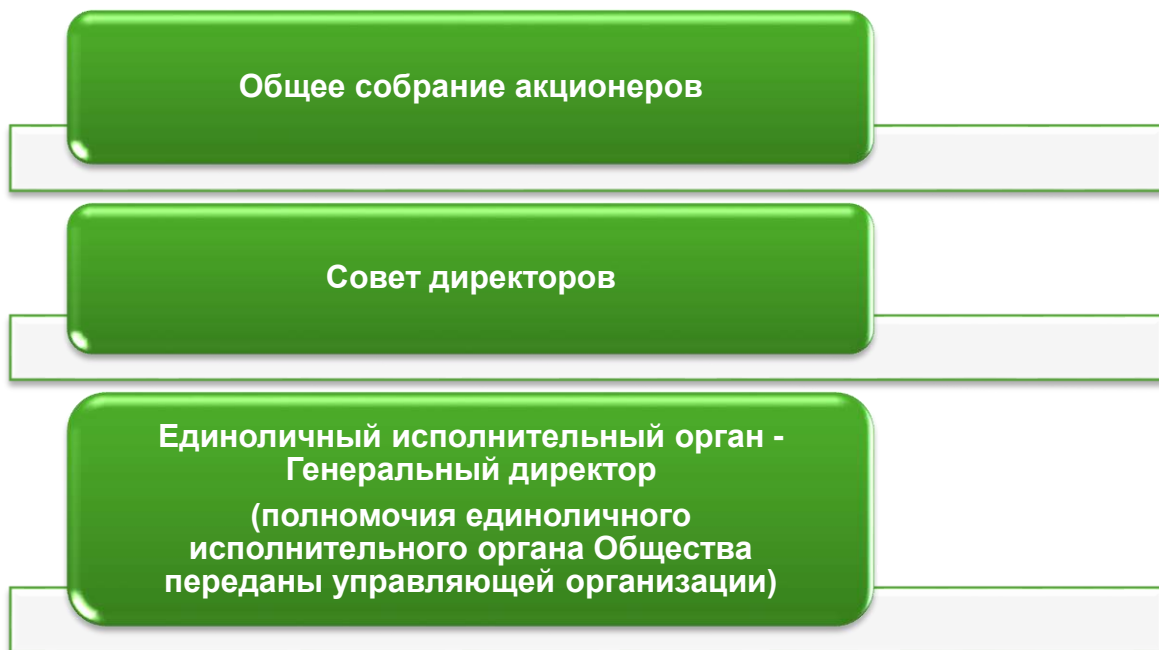 Общее собрание акционеров
Совет директоров
Единоличный исполнительный орган -
Генеральный директор
(полномочия единоличного
исполнительного органа Общества
переданы управляющей организации)